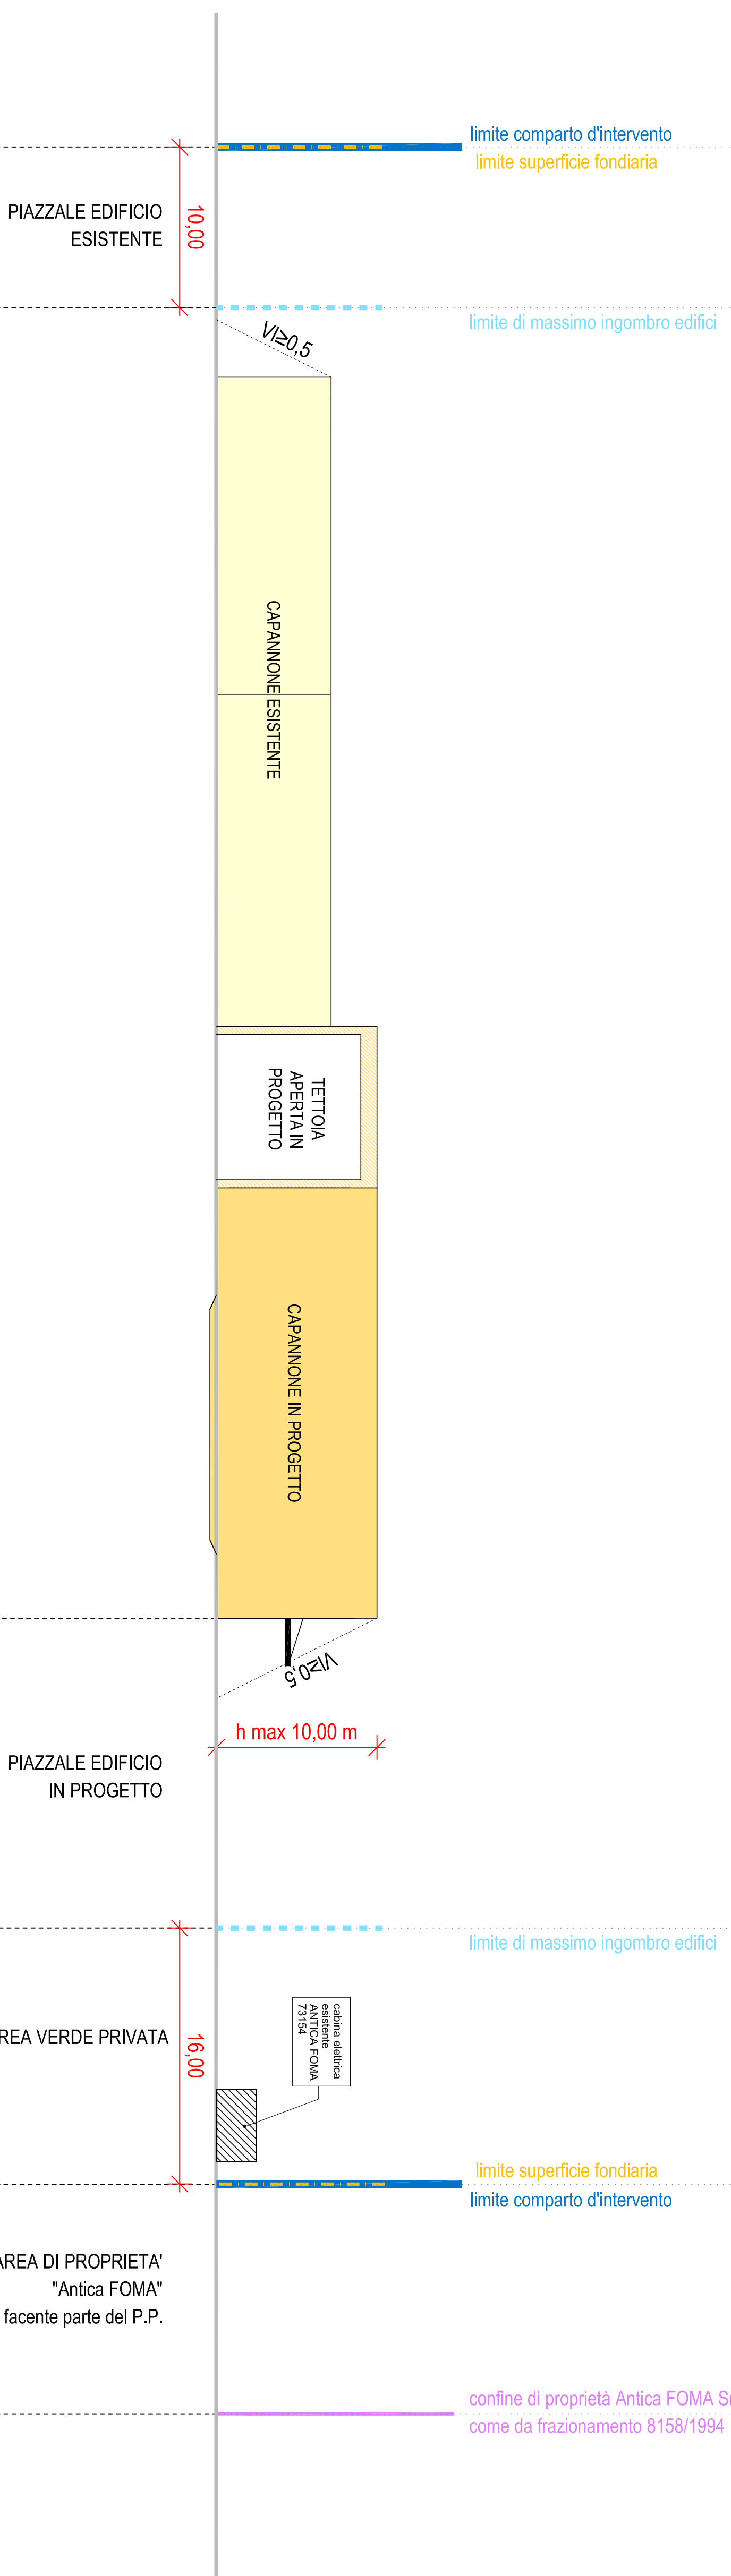 limite comparto d'intervento
limite superficie fondiaria
PIAZZALE EDIFICIO
ESISTENTE
10,00
limite di massimo ingombro edifici
VI≥0,5
CAPANNONE ESISTENTE
TETTOIA
APERTA IN
PROGETTO
CAPANNONE IN PROGETTO
VI≥0,5
h max 10,00 m
PIAZZALE EDIFICIO
IN PROGETTO
limite di massimo ingombro edifici
cabina elettrica
esistente
ANTICA FOMA
73154
REA VERDE PRIVATA
16,00
limite superficie fondiaria
limite comparto d'intervento
AREA DI PROPRIETA'
"Antica FOMA"
facente parte del P.P.
confine di proprietà Antica FOMA
come da frazionamento 8158/1994